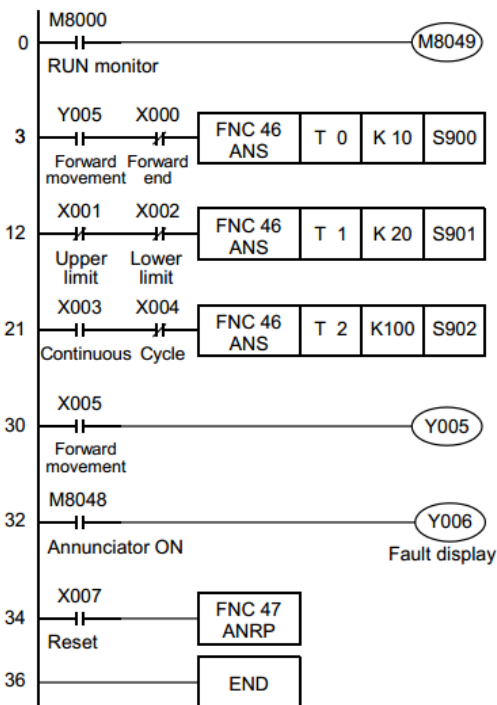 M8000
0
M8049
RUN monitor
Y005 X000
3
FNC 46
ANS
T 0 K 10 S900
Forward Forward
movement end
X001 X002
12
FNC 46
ANS
T 1 K 20 S901
Upper Lower
limit limit
X003 X004
21
FNC 46
ANS
T 2 K100 S902
Continuous Cycle
X005
30
Y005
Forward
movement
M8048
32
Y006
Annunciator ON
Fault display
X007
34
FNC 47
ANRP
Reset
36
END